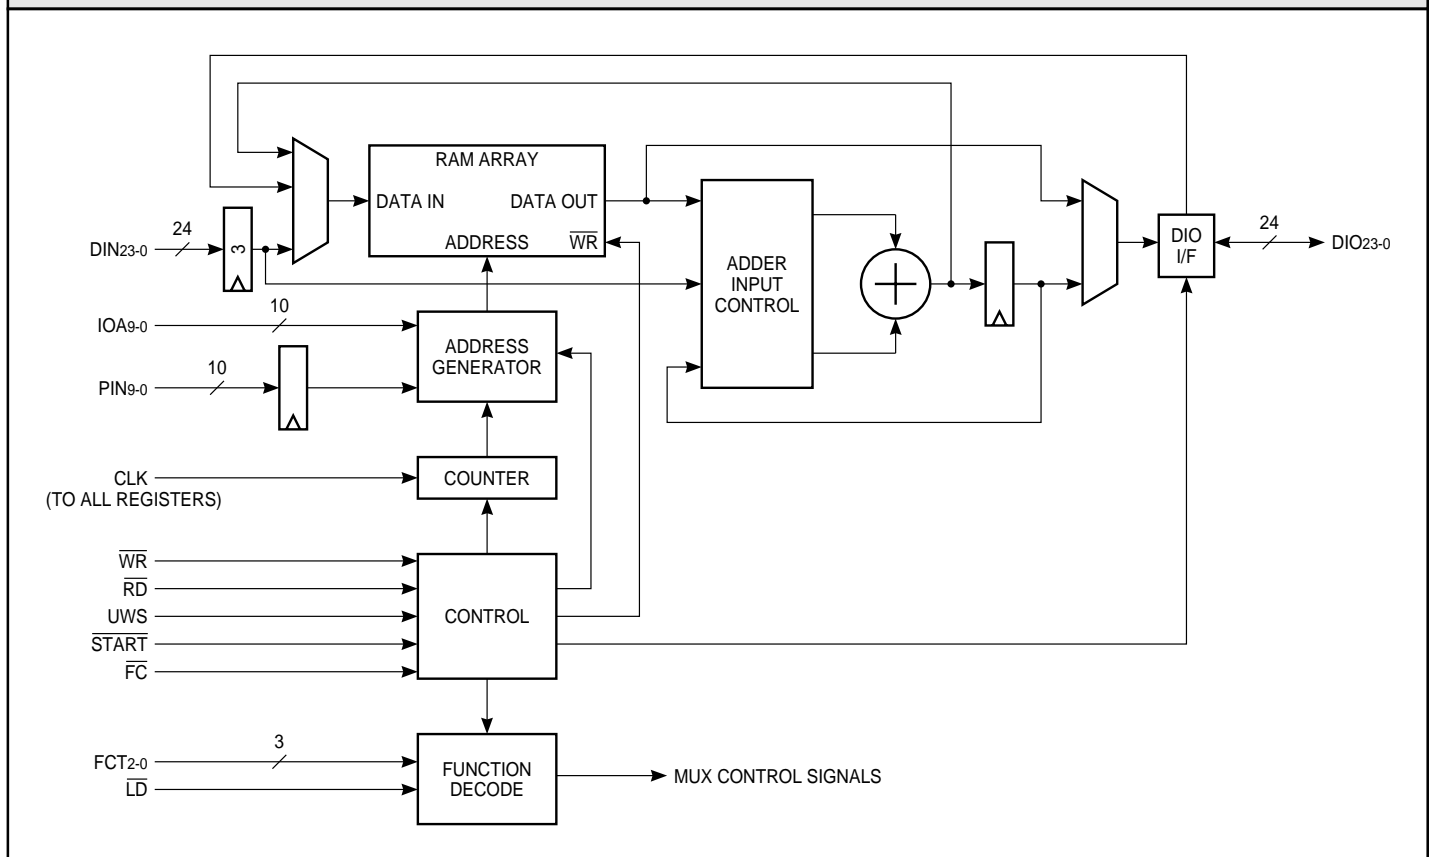 RAM ARRAY
DATA IN
DATA OUT
ADDRESS
WR
24
DIN23-0
3
ADDER
INPUT
CONTROL
DIO
I/F
24
DIO23-0
10
IOA9-0
10
PIN9-0
ADDRESS
GENERATOR
CLK
(TO ALL REGISTERS)
COUNTER
WR
RD
UWS
START
FC
CONTROL
3
FCT2-0
LD
FUNCTION
DECODE
MUX CONTROL SIGNALS